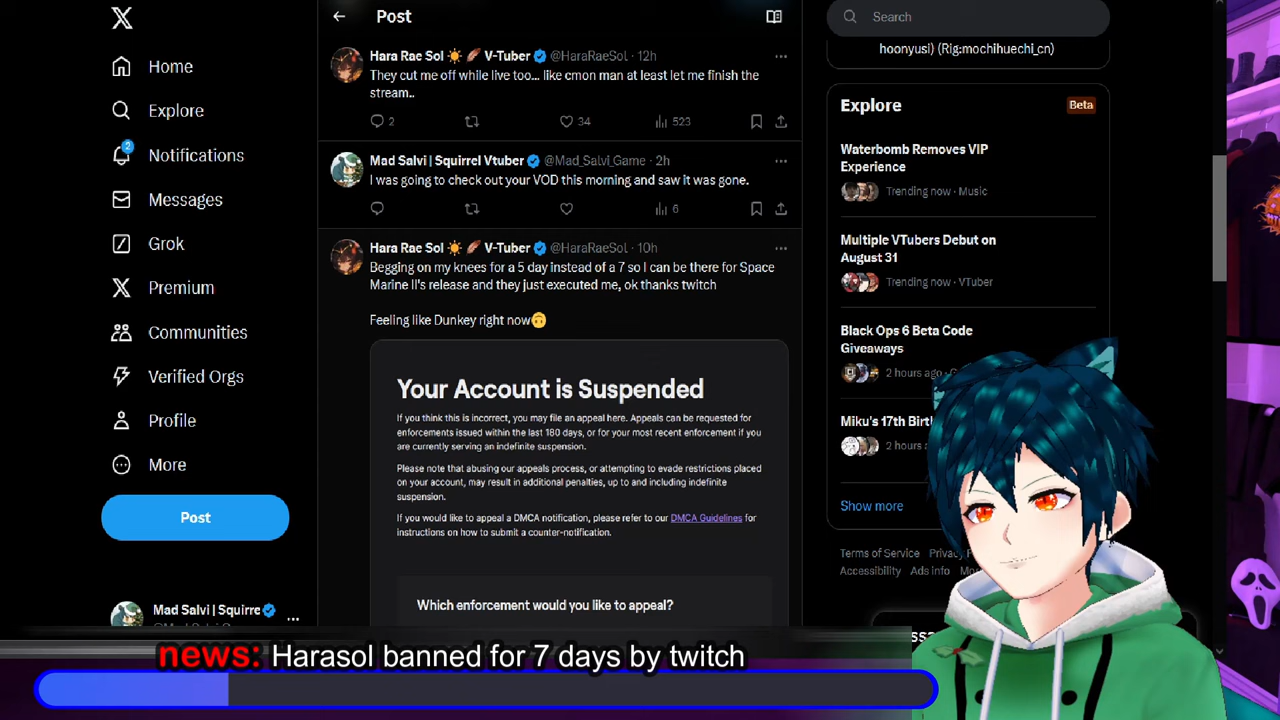 Post
Search
Home
Explore
2
Notifications
Messages
Grok
Premium
Communities
Verified Orgs
Profile
More
Post
Mad Salvi | Squirre
Hara Rae Sol V-Tuber @HaraRaeSol · 12h
They cut me off while live too... like cmon man at least let me finish the
stream..
2 34 523
Mad Salvi | Squirrel Vtuber @Mad_Salvi_Game · 2h
I was going to check out your VOD this morning and saw it was gone.
6
Hara Rae Sol V-Tuber @HaraRaeSol · 10h
Begging on my knees for a 5 day instead of a 7 so I can be there for Space
Marine II's release and they just executed me, ok thanks twitch
Feeling like Dunkey right now🙃
Your Account is Suspended
If you think this is incorrect, you may file an appeal here. Appeals can be requested for
enforcements issued within the last 180 days, or for your most recent enforcement if you
are currently serving an indefinite suspension.
Please note that abusing our appeals process, or attempting to evade restrictions placed
on your account, may result in additional penalties, up to and including indefinite
suspension.
If you would like to appeal a DMCA notification, please refer to our DMCA Guidelines for
instructions on how to submit a counter-notification.
Which enforcement would you like to appeal?
hoonyusi) (Rig:mochihuechi_cn)
Explore
Beta
Waterbomb Removes VIP
Experience
Trending now · Music
Multiple VTubers Debut on
August 31
Trending now · VTuber
Black Ops 6 Beta Code
Giveaways
2 hours ago
Miku's 17th
2 hours
Show more
Terms of Service
Accessibility Ads info
news: Harasol banned for 7 days by twitch